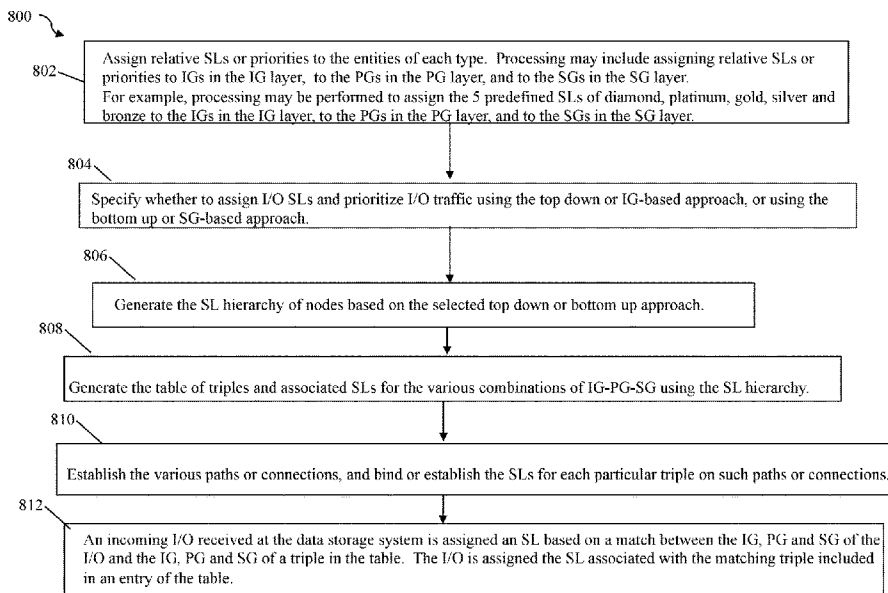 800
802
Assign relative SLs or priorities to the entities of each type. Processing may include assigning relative SLs or
priorities to IGs in the IG layer, to the PGs in the PG layer, and to the SGs in the SG layer.
For example, processing may be performed to assign the 5 predefined SLs of diamond, platinum, gold, silver and
bronze to the IGs in the IG layer, to the PGs in the PG layer, and to the SGs in the SG layer.
804
Specify whether to assign I/O SLs and prioritize I/O traffic using the top down or IG-based approach, or using the
bottom up or SG-based approach.
806
Generate the SL hierarchy of nodes based on the selected top down or bottom up approach.
808
Generate the table of triples and associated SLs for the various combinations of IG-PG-SG using the SL hierarchy.
810
Establish the various paths or connections, and bind or establish the SLs for each particular triple on such paths or connections.
812
An incoming I/O received at the data storage system is assigned an SL based on a match between the IG, PG and SG of the
I/O and the IG, PG and SG of a triple in the table. The I/O is assigned the SL associated with the matching triple included
in an entry of the table.